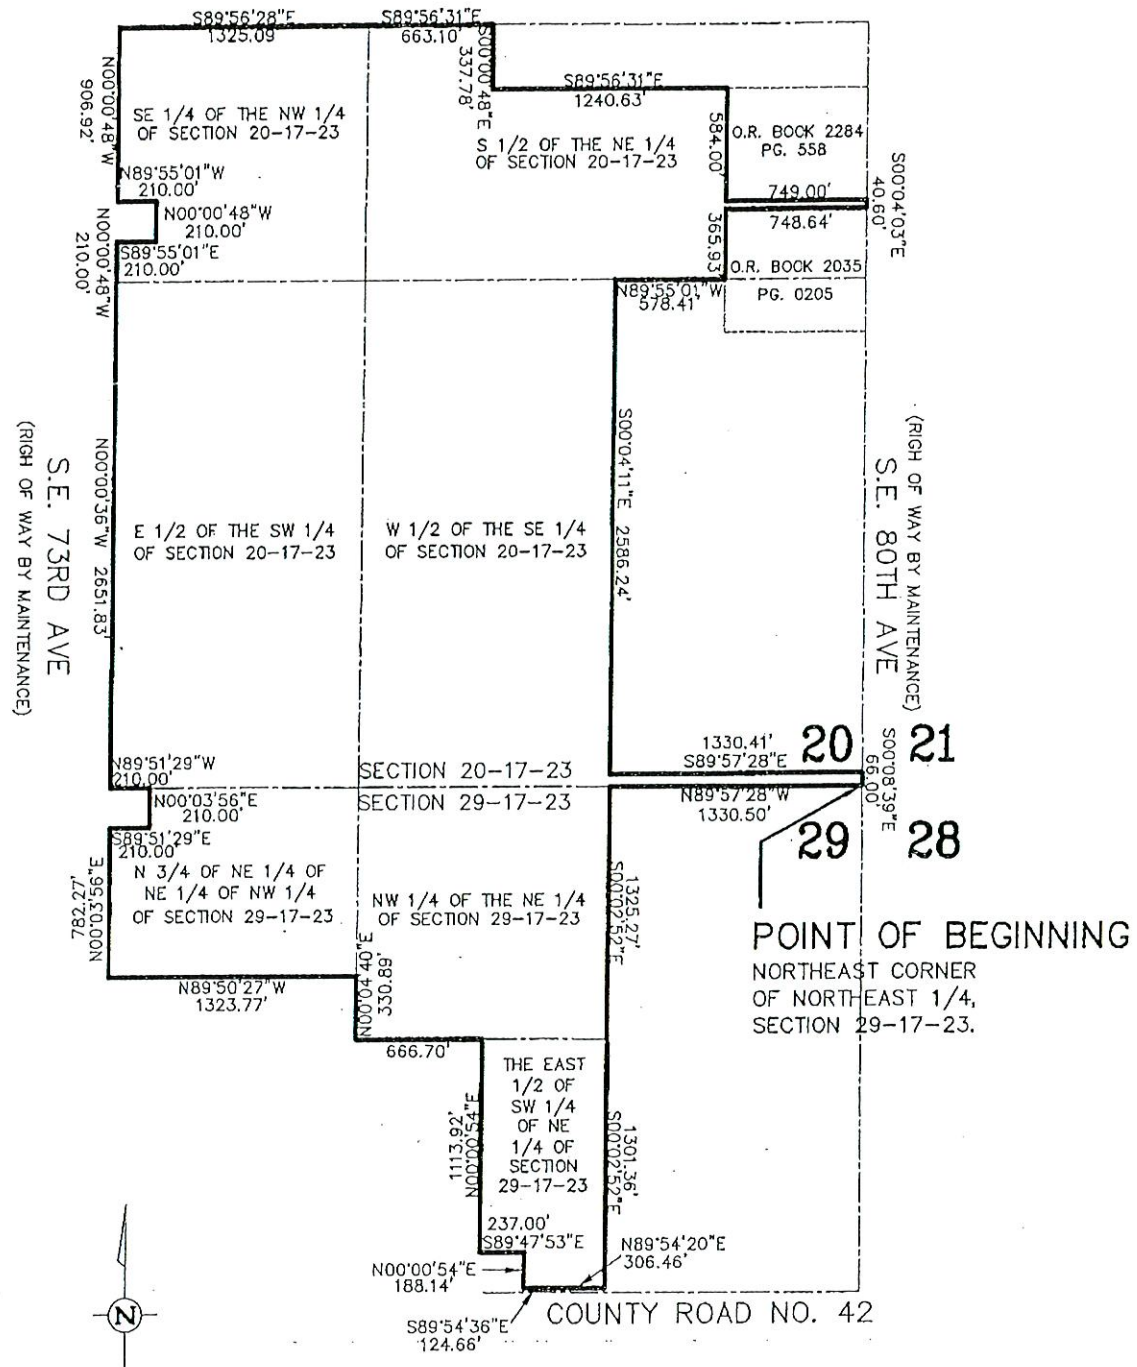 S89°56'28"E
1325.09
S89°56'31"E
663.10'
S00°00'48"E
337.78'
S89°56'31"E
1240.63'
N00°00'48"W
906.92'
SE 1/4 OF THE NW 1/4
OF SECTION 20-17-23
S 1/2 OF THE NE 1/4
OF SECTION 20-17-23
584.00'
O.R. BOCK 2284
PG. 558
S00°04'03"E
40.60'
N89°55'01"W
210.00'
N00°00'48"W
210.00'
S89°55'01"E
210.00'
N00°00'48"W
210.00'
749.00'
748.64'
365.93'
O.R. BOCK 2035
PG. 0205
N89°55'01"W
578.41'
S.E. 73RD AVE
(RIGH OF WAY BY MAINTENANCE)
N00°00'36"W 2651.83'
E 1/2 OF THE SW 1/4
OF SECTION 20-17-23
W 1/2 OF THE SE 1/4
OF SECTION 20-17-23
S00°04'11"E 2586.24'
S.E. 80TH AVE
(RIGH OF WAY BY MAINTENANCE)
1330.41'
S89°57'28"E
20
21
S00°08'39"E
66.00'
N89°51'29"W
210.00'
SECTION 20-17-23
SECTION 29-17-23
N89°57'28"W
1330.50'
N00°03'56"E
210.00'
S89°51'29"E
210.00'
29
28
N00°03'56"E
782.27'
N 3/4 OF NE 1/4 OF
NE 1/4 OF NW 1/4
OF SECTION 29-17-23
NW 1/4 OF THE NE 1/4
OF SECTION 29-17-23
1325.27'
S00°02'52"E
POINT OF BEGINNING
NORTHEAST CORNER
OF NORTHEAST 1/4,
SECTION 29-17-23.
N89°50'27"W
1323.77'
N00°04'40"E
330.89'
666.70'
THE EAST
1/2 OF
SW 1/4
OF NE
1/4 OF
SECTION
29-17-23
1113.92'
N00°00'54"E
1301.36'
S00°02'52"E
237.00'
S89°47'53"E
N89°54'20"E
306.46'
N00°00'54"E
188.14'
S89°54'36"E
124.66'
COUNTY ROAD NO. 42
N